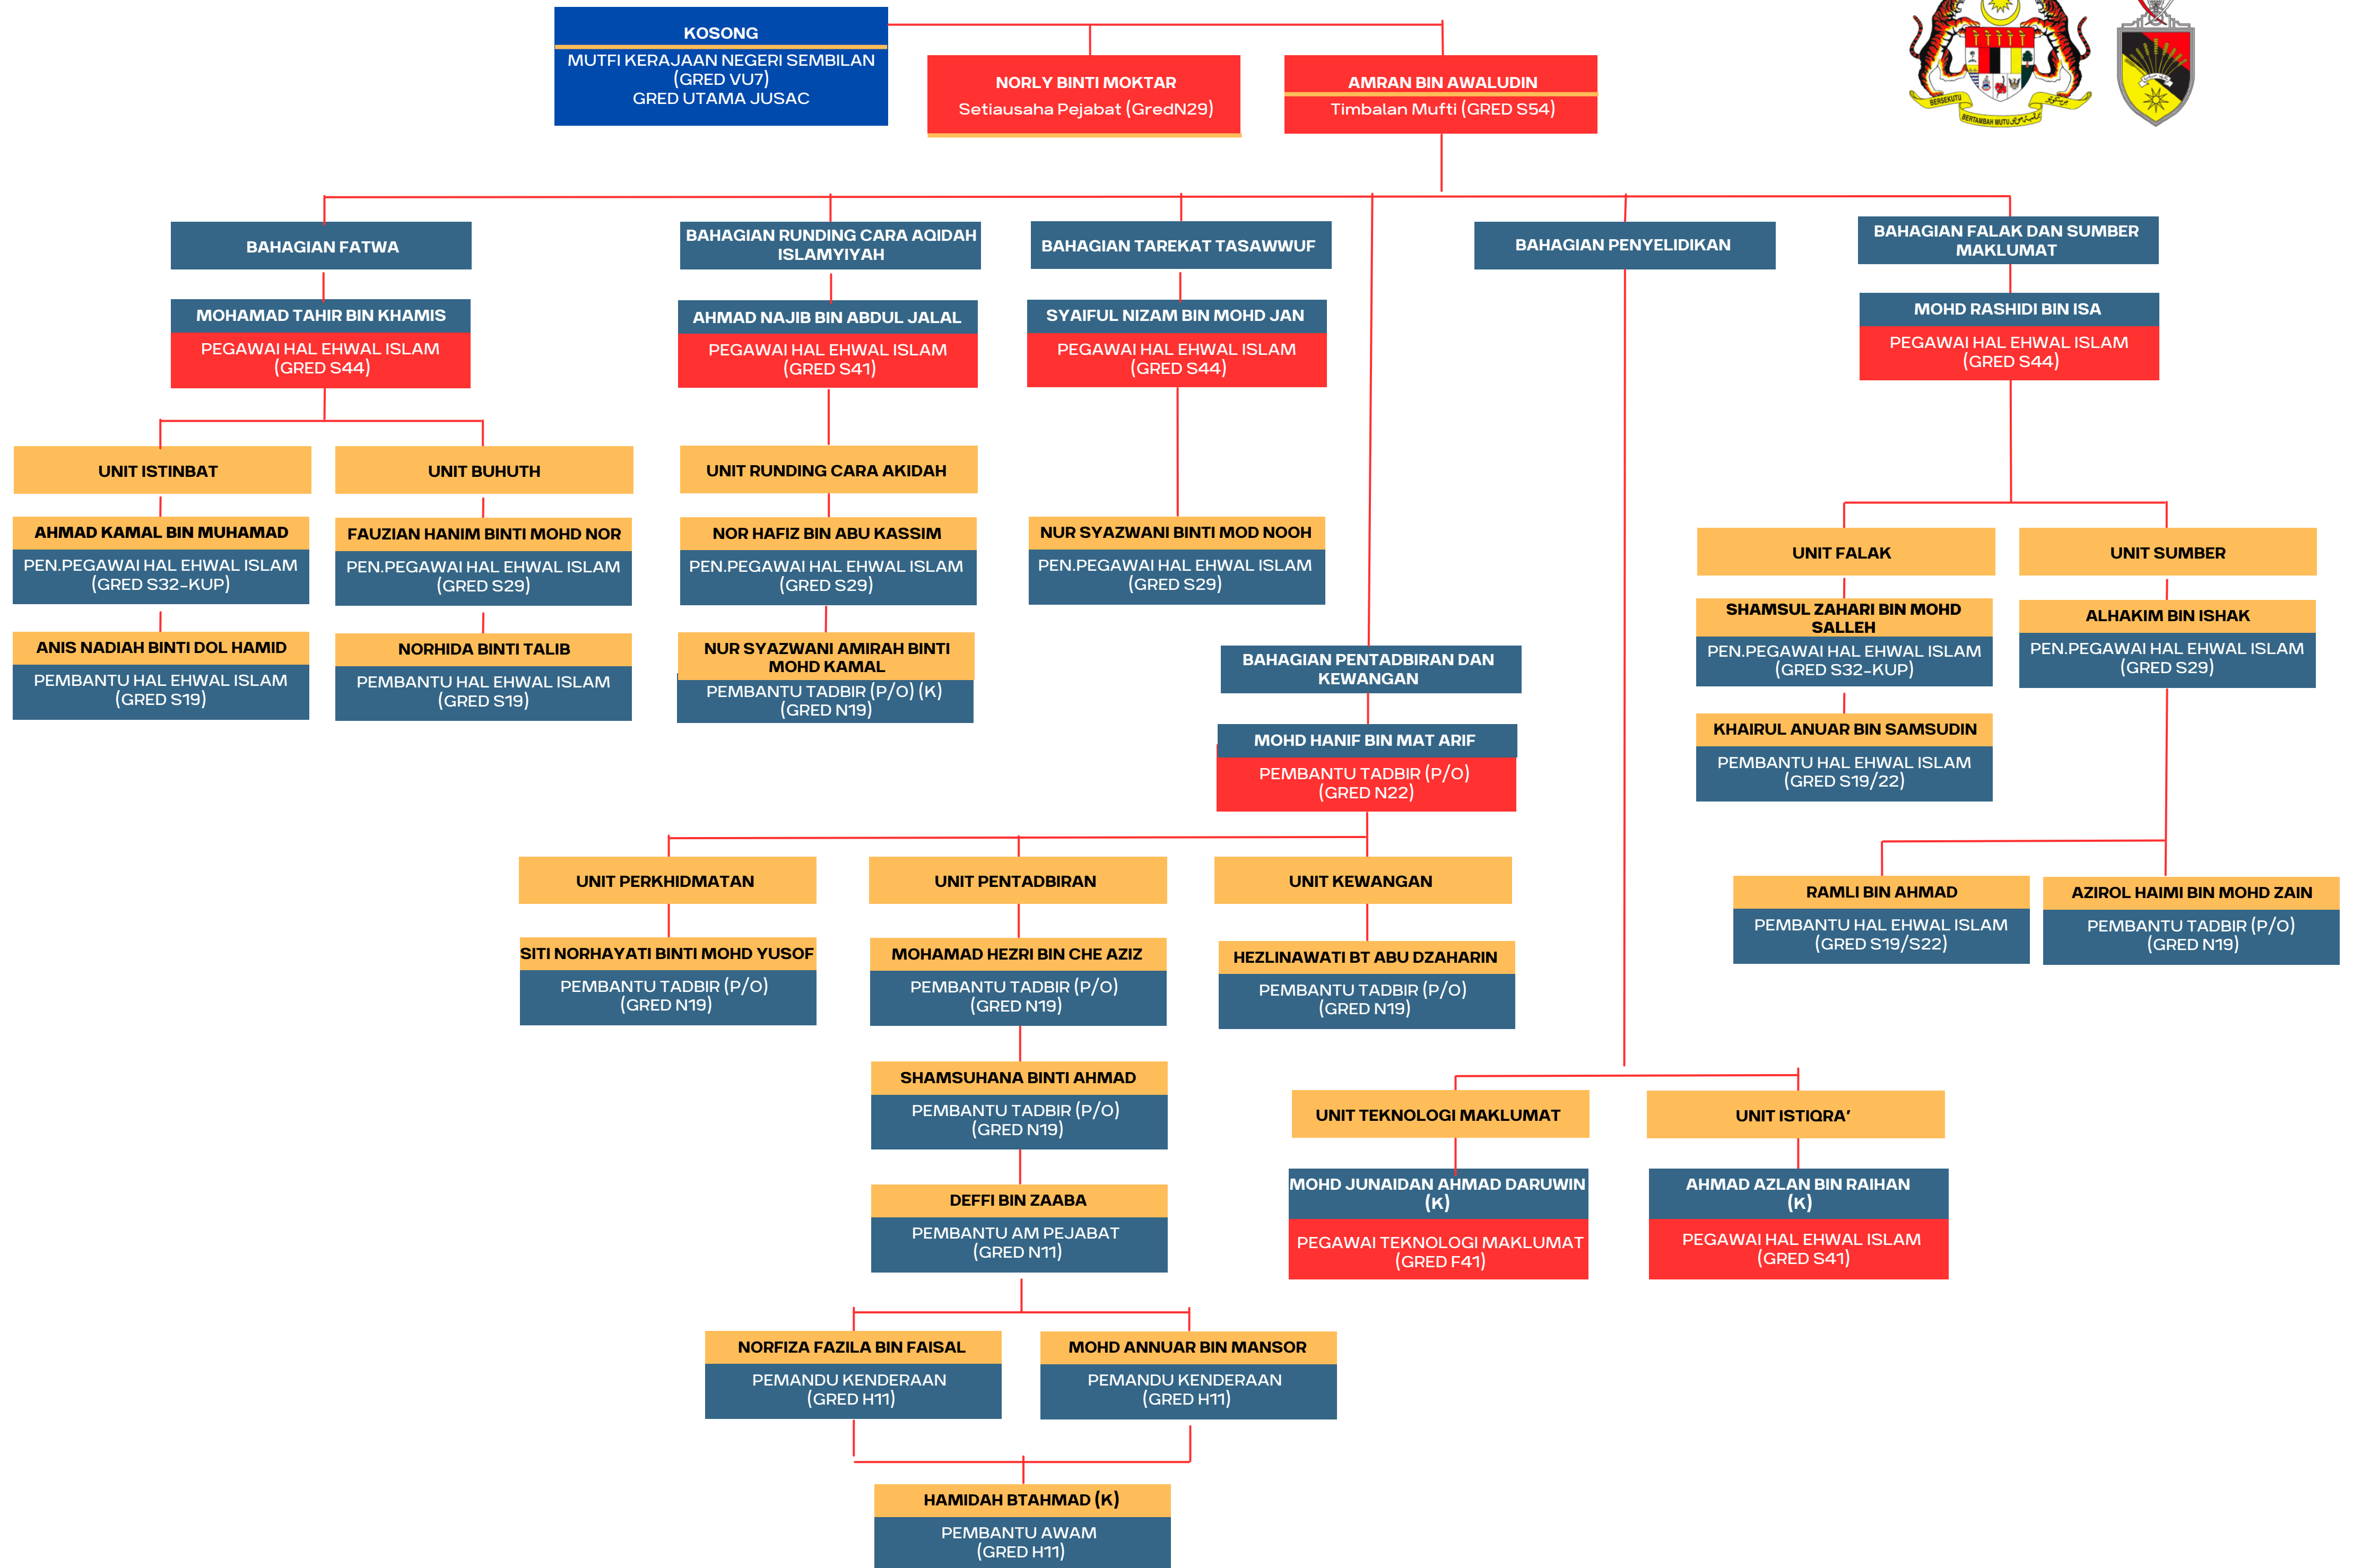 KOSONG
MUTFI KERAJAAN NEGERI SEMBILAN
(GRED VU7)
GRED UTAMA JUSAC
NORLY BINTI MOKTAR
Setiausaha Pejabat (GredN29)
AMRAN BIN AWALUDIN
Timbalan Mufti (GRED S54)
BERSEKUTU
BERTAMBAH MUTU
BAHAGIAN FATWA
MOHAMAD TAHIR BIN KHAMIS
PEGAWAI HAL EHWAL ISLAM
(GRED S44)
UNIT ISTINBAT
AHMAD KAMAL BIN MUHAMAD
PEN.PEGAWAI HAL EHWAL ISLAM
(GRED S32-KUP)
ANIS NADIAH BINTI DOL HAMID
PEMBANTU HAL EHWAL ISLAM
(GRED S19)
UNIT BUHUTH
FAUZIAN HANIM BINTI MOHD NOR
PEN.PEGAWAI HAL EHWAL ISLAM
(GRED S29)
NORHIDA BINTI TALIB
PEMBANTU HAL EHWAL ISLAM
(GRED S19)
BAHAGIAN RUNDING CARA AQIDAH
ISLAMYIYAH
AHMAD NAJIB BIN ABDUL JALAL
PEGAWAI HAL EHWAL ISLAM
(GRED S41)
UNIT RUNDING CARA AKIDAH
NOR HAFIZ BIN ABU KASSIM
PEN.PEGAWAI HAL EHWAL ISLAM
(GRED S29)
NUR SYAZWANI AMIRAH BINTI
MOHD KAMAL
PEMBANTU TADBIR (P/O) (K)
(GRED N19)
BAHAGIAN TAREKAT TASAWWUF
SYAIFUL NIZAM BIN MOHD JAN
PEGAWAI HAL EHWAL ISLAM
(GRED S44)
NUR SYAZWANI BINTI MOD NOOH
PEN.PEGAWAI HAL EHWAL ISLAM
(GRED S29)
BAHAGIAN PENTADBIRAN DAN
KEWANGAN
MOHD HANIF BIN MAT ARIF
PEMBANTU TADBIR (P/O)
(GRED N22)
UNIT PERKHIDMATAN
SITI NORHAYATI BINTI MOHD YUSOF
PEMBANTU TADBIR (P/O)
(GRED N19)
UNIT PENTADBIRAN
MOHAMAD HEZRI BIN CHE AZIZ
PEMBANTU TADBIR (P/O)
(GRED N19)
SHAMSUHANA BINTI AHMAD
PEMBANTU TADBIR (P/O)
(GRED N19)
DEFFI BIN ZAABA
PEMBANTU AM PEJABAT
(GRED N11)
NORFIZA FAZILA BIN FAISAL
PEMANDU KENDERAAN
(GRED H11)
MOHD ANNUAR BIN MANSOR
PEMANDU KENDERAAN
(GRED H11)
HAMIDAH BTAHMAD (K)
PEMBANTU AWAM
(GRED H11)
UNIT KEWANGAN
HEZLINAWATI BT ABU DZAHARIN
PEMBANTU TADBIR (P/O)
(GRED N19)
BAHAGIAN PENYELIDIKAN
UNIT TEKNOLOGI MAKLUMAT
MOHD JUNAIDAN AHMAD DARUWIN
(K)
PEGAWAI TEKNOLOGI MAKLUMAT
(GRED F41)
UNIT ISTIQRA'
AHMAD AZLAN BIN RAIHAN
(K)
PEGAWAI HAL EHWAL ISLAM
(GRED S41)
BAHAGIAN FALAK DAN SUMBER
MAKLUMAT
MOHD RASHIDI BIN ISA
PEGAWAI HAL EHWAL ISLAM
(GRED S44)
UNIT FALAK
SHAMSUL ZAHARI BIN MOHD
SALLEH
PEN.PEGAWAI HAL EHWAL ISLAM
(GRED S32-KUP)
KHAIRUL ANUAR BIN SAMSUDIN
PEMBANTU HAL EHWAL ISLAM
(GRED S19/22)
UNIT SUMBER
ALHAKIM BIN ISHAK
PEN.PEGAWAI HAL EHWAL ISLAM
(GRED S29)
RAMLI BIN AHMAD
PEMBANTU HAL EHWAL ISLAM
(GRED S19/S22)
AZIROL HAIMI BIN MOHD ZAIN
PEMBANTU TADBIR (P/O)
(GRED N19)